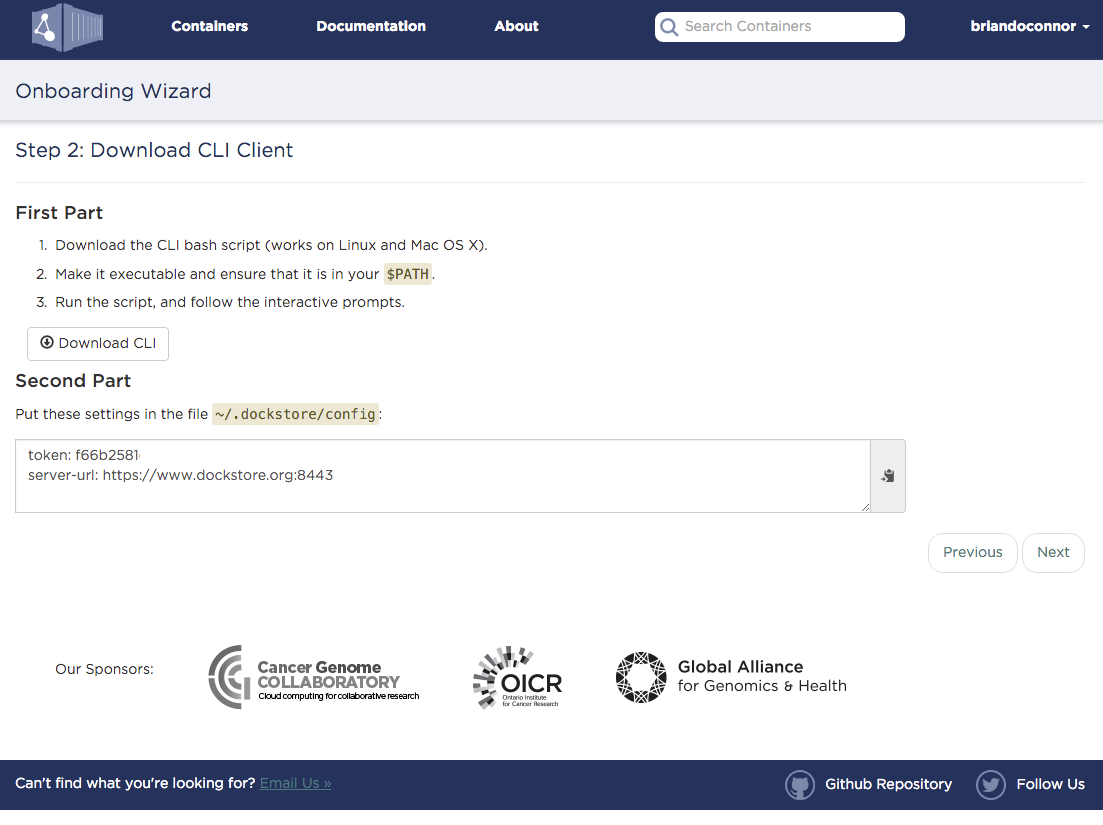 Containers Documentation About Search Containers briandoconnor
Onboarding Wizard
Step 2: Download CLI Client
First Part
1. Download the CLI bash script (works on Linux and Mac OS X).
2. Make it executable and ensure that it is in your $PATH.
3. Run the script, and follow the interactive prompts.
Download CLI
Second Part
Put these settings in the file ~/.dockstore/config:
token: f66b2581
server-url: https://www.dockstore.org:8443
Previous Next
Our Sponsors:
Cancer Genome
COLLABORATORY
Cloud computing for collaborative research
OICR
Ontario Institute
for Cancer Research
Global Alliance
for Genomics & Health
Can't find what you're looking for? Email Us » Github Repository Follow Us